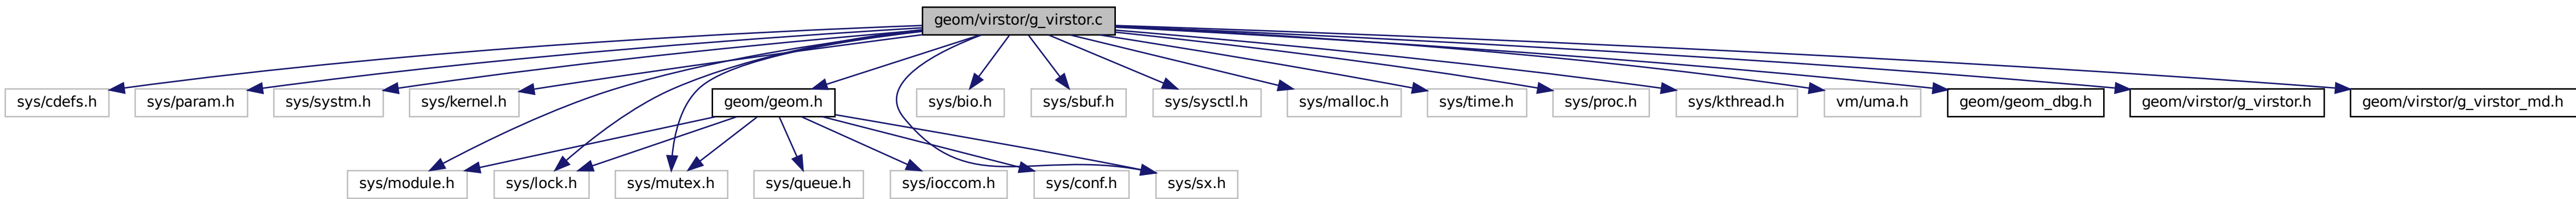 geom/virstor/g_virstor.c
sys/cdefs.h
sys/param.h
sys/systm.h
sys/kernel.h
geom/geom.h
sys/bio.h
sys/sbuf.h
sys/sysctl.h
sys/malloc.h
sys/time.h
sys/proc.h
sys/kthread.h
vm/uma.h
geom/geom_dbg.h
geom/virstor/g_virstor.h
geom/virstor/g_virstor_md.h
sys/module.h
sys/lock.h
sys/mutex.h
sys/queue.h
sys/ioccom.h
sys/conf.h
sys/sx.h